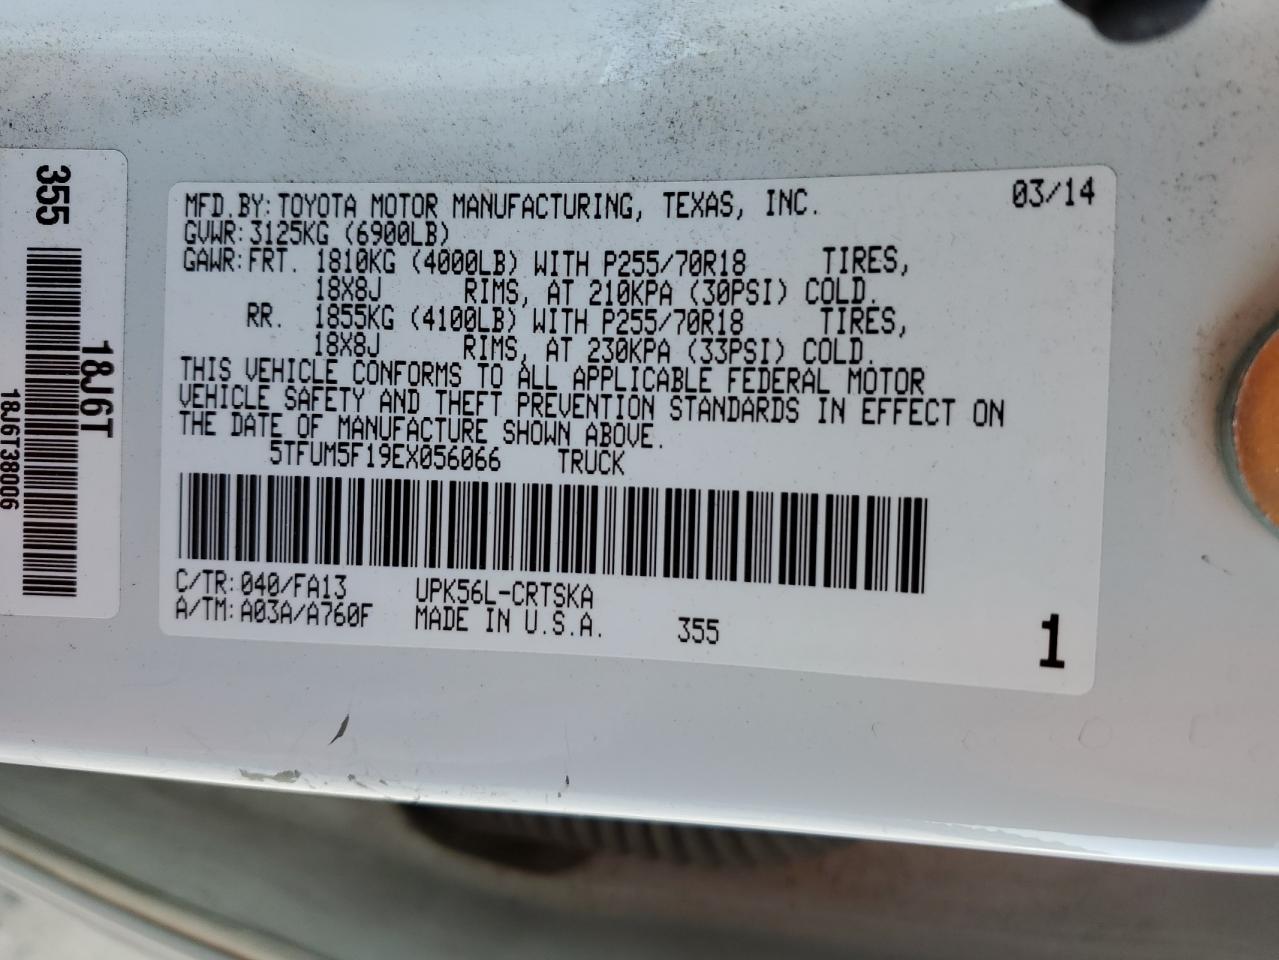 355
18J6T
18J6T38006
MFD.BY:TOYOTA MOTOR MANUFACTURING, TEXAS, INC. 03/14
GVWR:3125KG (6900LB)
GAWR:FRT. 1810KG (4000LB) WITH P255/70R18 TIRES,
18X8J RIMS, AT 210KPA (30PSI) COLD.
RR. 1855KG (4100LB) WITH P255/70R18 TIRES,
18X8J RIMS, AT 230KPA (33PSI) COLD.
THIS VEHICLE CONFORMS TO ALL APPLICABLE FEDERAL MOTOR
VEHICLE SAFETY AND THEFT PREVENTION STANDARDS IN EFFECT ON
THE DATE OF MANUFACTURE SHOWN ABOVE.
5TFUM5F19EX056066 TRUCK
C/TR:040/FA13 UPK56L-CRTSKA
A/TM:A03A/A760F MADE IN U.S.A. 355
1